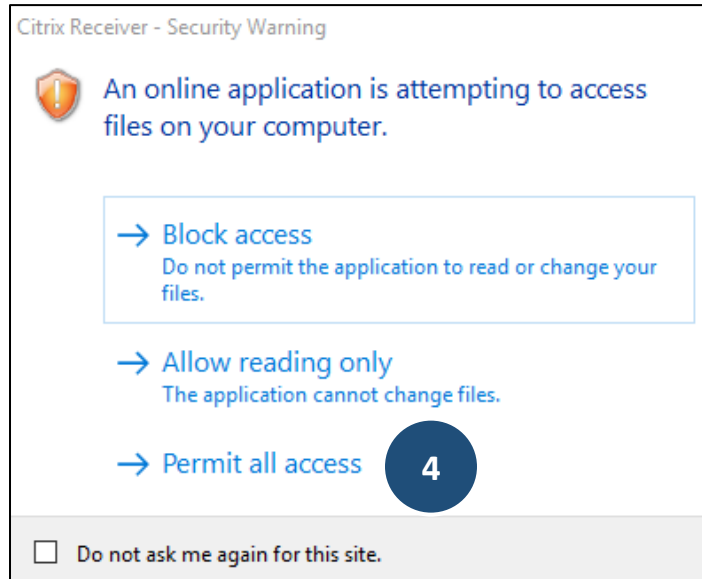 Citrix Receiver - Security Warning
An online application is attempting to access
files on your computer.
→ Block access
Do not permit the application to read or change your
files.
→ Allow reading only
The application cannot change files.
→ Permit all access 4
Do not ask me again for this site.